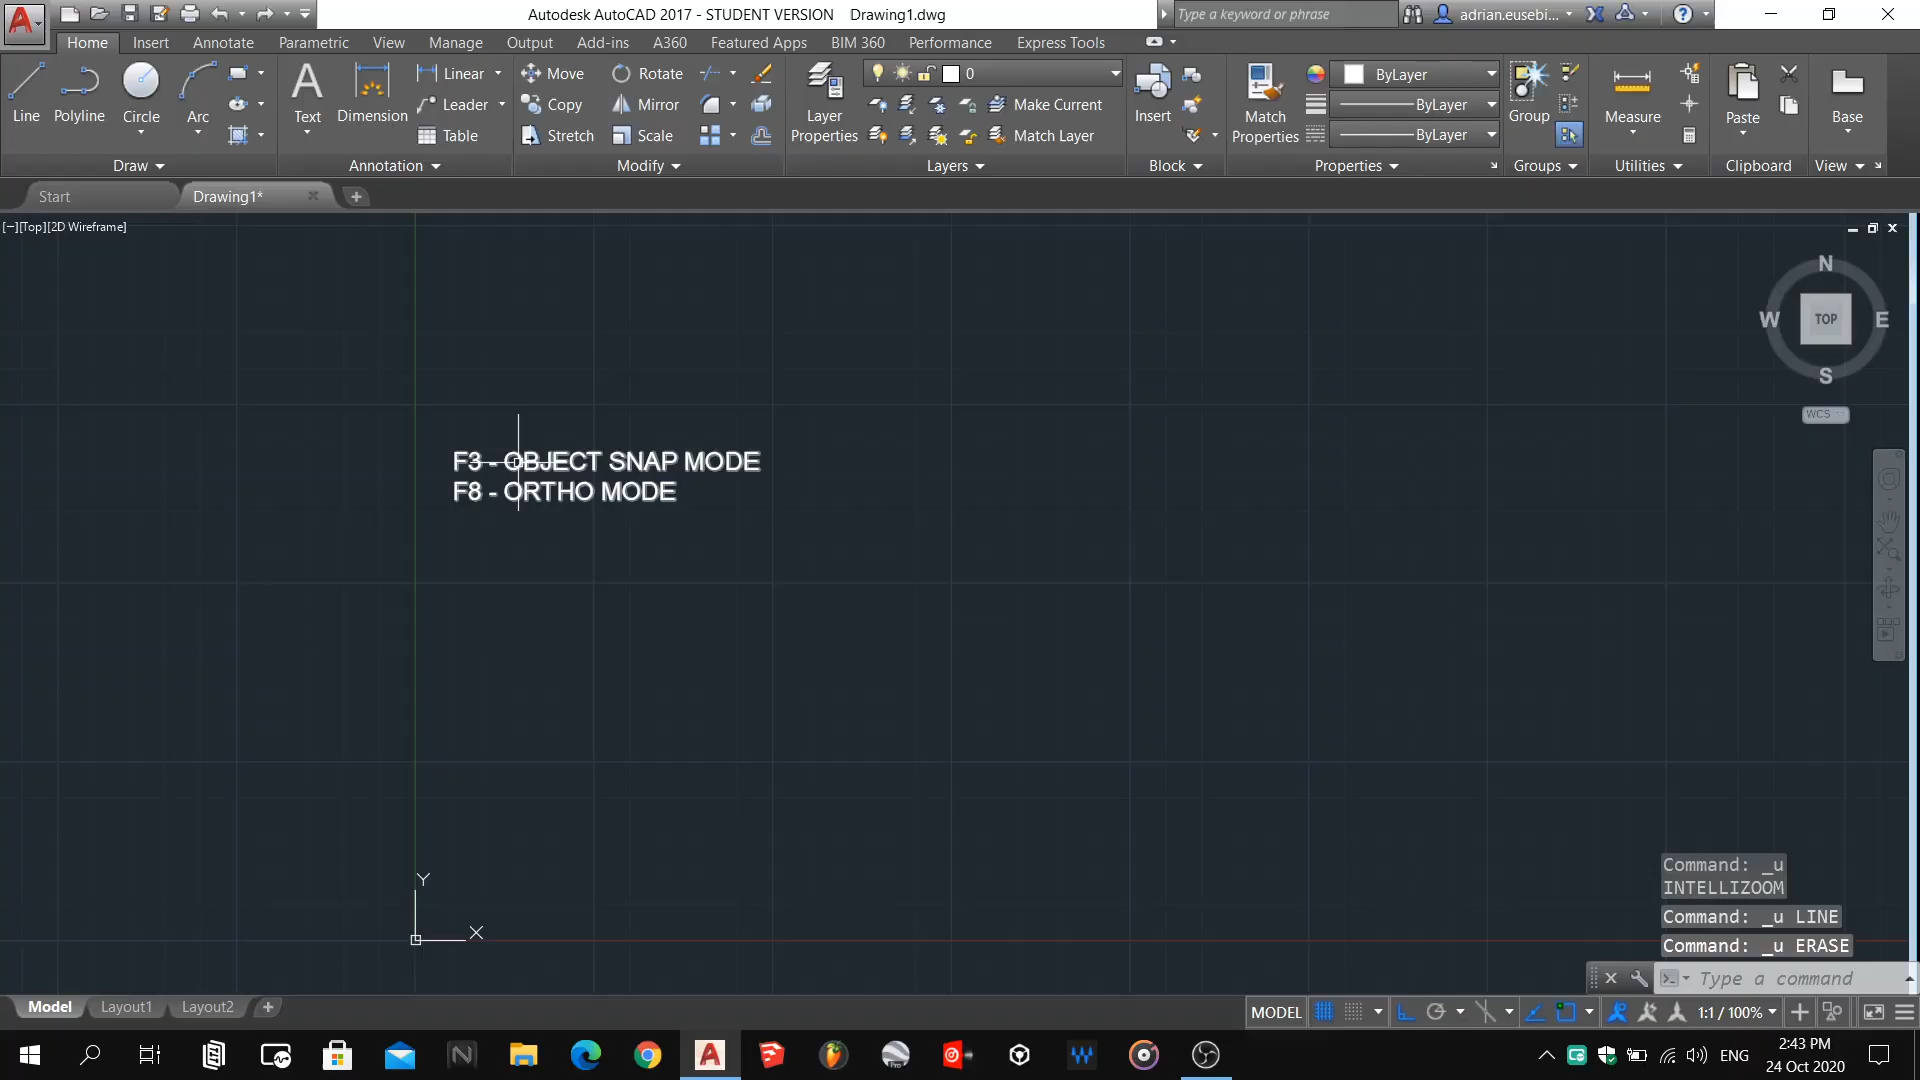 Autodesk AutoCAD 2017 - STUDENT VERSION Drawing1.dwg
Type a keyword or phrase
adrian.eusebi...
Home Insert Annotate Parametric View Manage Output Add-ins A360 Featured Apps BIM 360 Performance Express Tools
Line Polyline Circle Arc
Draw
Text Dimension
Linear
Leader
Table
Annotation
Move Rotate
Copy Mirror
Stretch Scale
Modify
Layer
Properties
0
Make Current
Match Layer
Layers
Insert
Block
Match
Properties
ByLayer
ByLayer
ByLayer
Properties
Group
Groups
Measure
Utilities
Paste
Clipboard
Base
View
Start Drawing1*
[−][Top][2D Wireframe]
N
W TOP E
S
WCS
F3 - OBJECT SNAP MODE
F8 - ORTHO MODE
Y
X
Command: _u
INTELLIZOOM
Command: _u LINE
Command: _u ERASE
Type a command
Model Layout1 Layout2
MODEL 1:1 / 100%
ENG
2:43 PM
24 Oct 2020